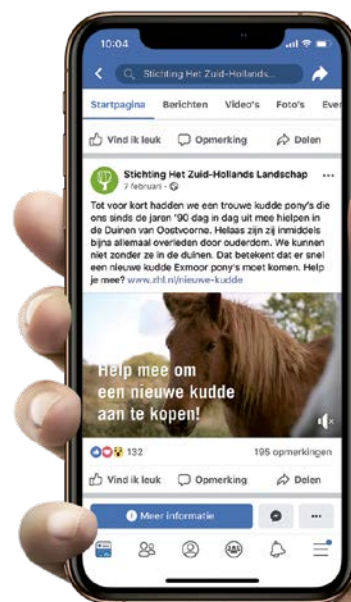 10:04
Stichting Het Zuid-Hollands...
Startpagina Berichten Video's Foto's Ever
Vind ik leuk Opmerking Delen
Stichting Het Zuid-Hollands Landschap
7 februari
Tot voor kort hadden we een trouwe kudde pony's die
ons sinds de jaren '90 dag in dag uit mee hielpen in
de Duinen van Oostvoorne. Helaas zijn zij inmiddels
bijna allemaal overleden door ouderdom. We kunnen
niet zonder ze in de duinen. Dat betekent dat er snel
een nieuwe kudde Exmoor pony's moet komen. Help
je mee? www.zhl.nl/nieuwe-kudde
Help mee om
een nieuwe kudde
aan te kopen!
132 195 opmerkingen
Vind ik leuk Opmerking Delen
Meer informatie